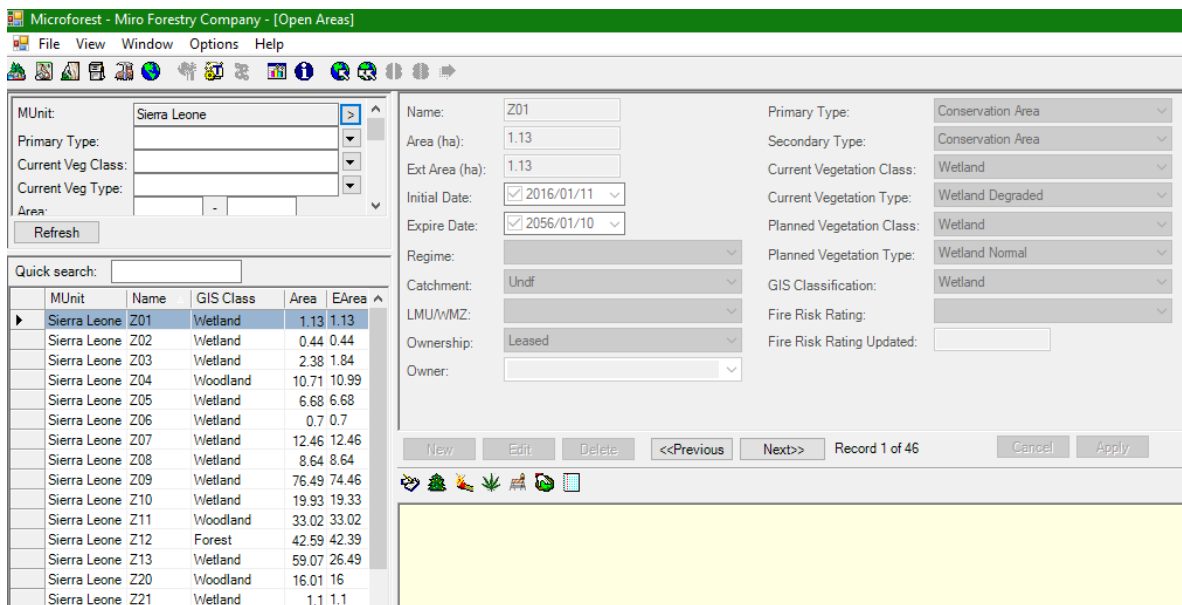 Microforest - Miro Forestry Company - [Open Areas]
File View Window Options Help
MUnit: Sierra Leone >
Primary Type:
Current Veg Class:
Current Veg Type:
Area: -
Refresh
Quick search:
MUnit Name GIS Class Area EArea
Sierra Leone Z01 Wetland 1.13 1.13
Sierra Leone Z02 Wetland 0.44 0.44
Sierra Leone Z03 Wetland 2.38 1.84
Sierra Leone Z04 Woodland 10.71 10.99
Sierra Leone Z05 Wetland 6.68 6.68
Sierra Leone Z06 Wetland 0.7 0.7
Sierra Leone Z07 Wetland 12.46 12.46
Sierra Leone Z08 Wetland 8.64 8.64
Sierra Leone Z09 Wetland 76.49 74.46
Sierra Leone Z10 Wetland 19.93 19.33
Sierra Leone Z11 Woodland 33.02 33.02
Sierra Leone Z12 Forest 42.59 42.39
Sierra Leone Z13 Wetland 59.07 26.49
Sierra Leone Z20 Woodland 16.01 16
Sierra Leone Z21 Wetland 1.1 1.1
Name: Z01
Area (ha): 1.13
Ext Area (ha): 1.13
Initial Date: 2016/01/11
Expire Date: 2056/01/10
Regime:
Catchment: Undf
LMU/WMZ:
Ownership: Leased
Owner:
Primary Type: Conservation Area
Secondary Type: Conservation Area
Current Vegetation Class: Wetland
Current Vegetation Type: Wetland Degraded
Planned Vegetation Class: Wetland
Planned Vegetation Type: Wetland Normal
GIS Classification: Wetland
Fire Risk Rating:
Fire Risk Rating Updated:
New Edit Delete <<Previous Next>> Record 1 of 46 Cancel Apply